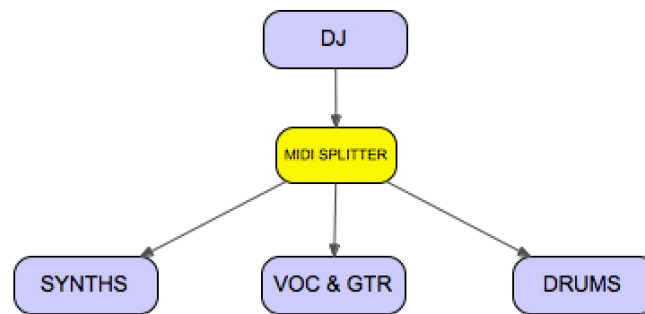 DJ
MIDI SPLITTER
SYNTHS
VOC & GTR
DRUMS